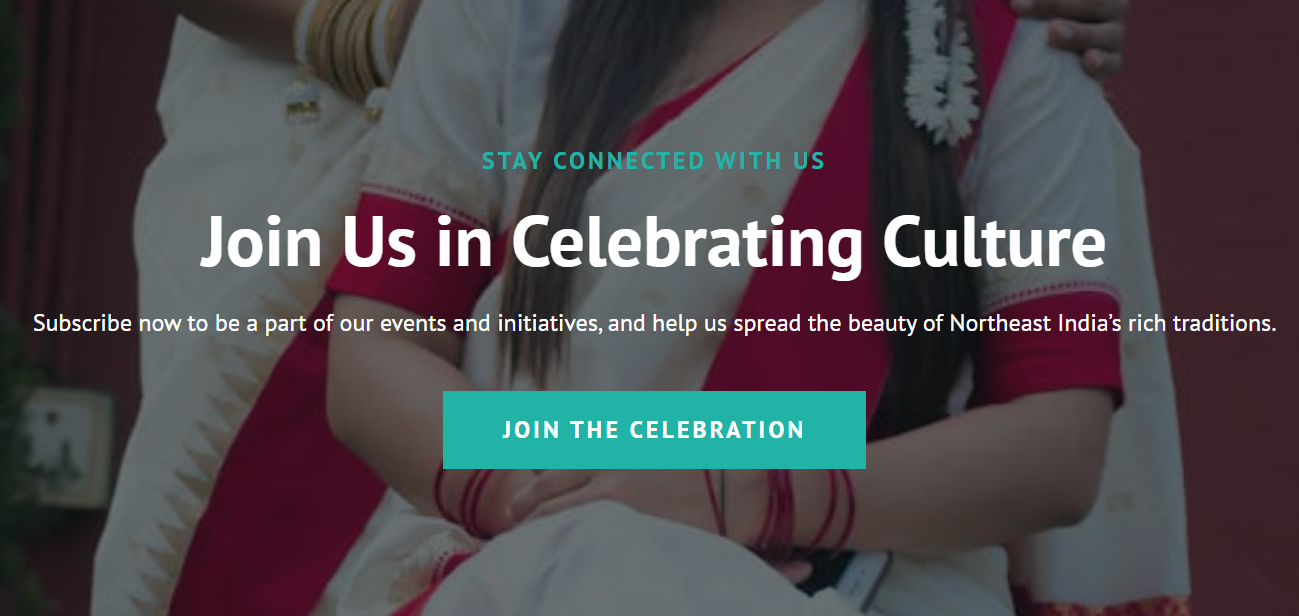 STAY CONNECTED WITH US
Join Us in Celebrating Culture
Subscribe now to be a part of our events and initiatives, and help us spread the beauty of Northeast India’s rich traditions.
JOIN THE CELEBRATION